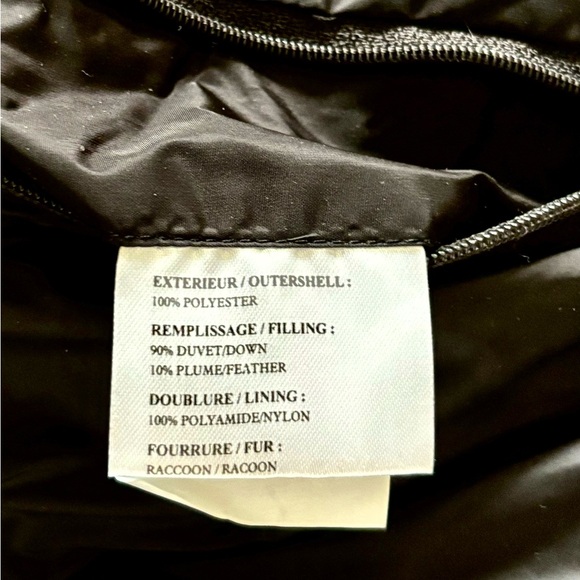 EXTERIEUR / OUTERSHELL :
100% POLYESTER
REMPLISSAGE / FILLING :
90% DUVET/DOWN
10% PLUME/FEATHER
DOUBLURE / LINING :
100% POLYAMIDE/NYLON
FOURRURE / FUR :
RACCOON / RACOON